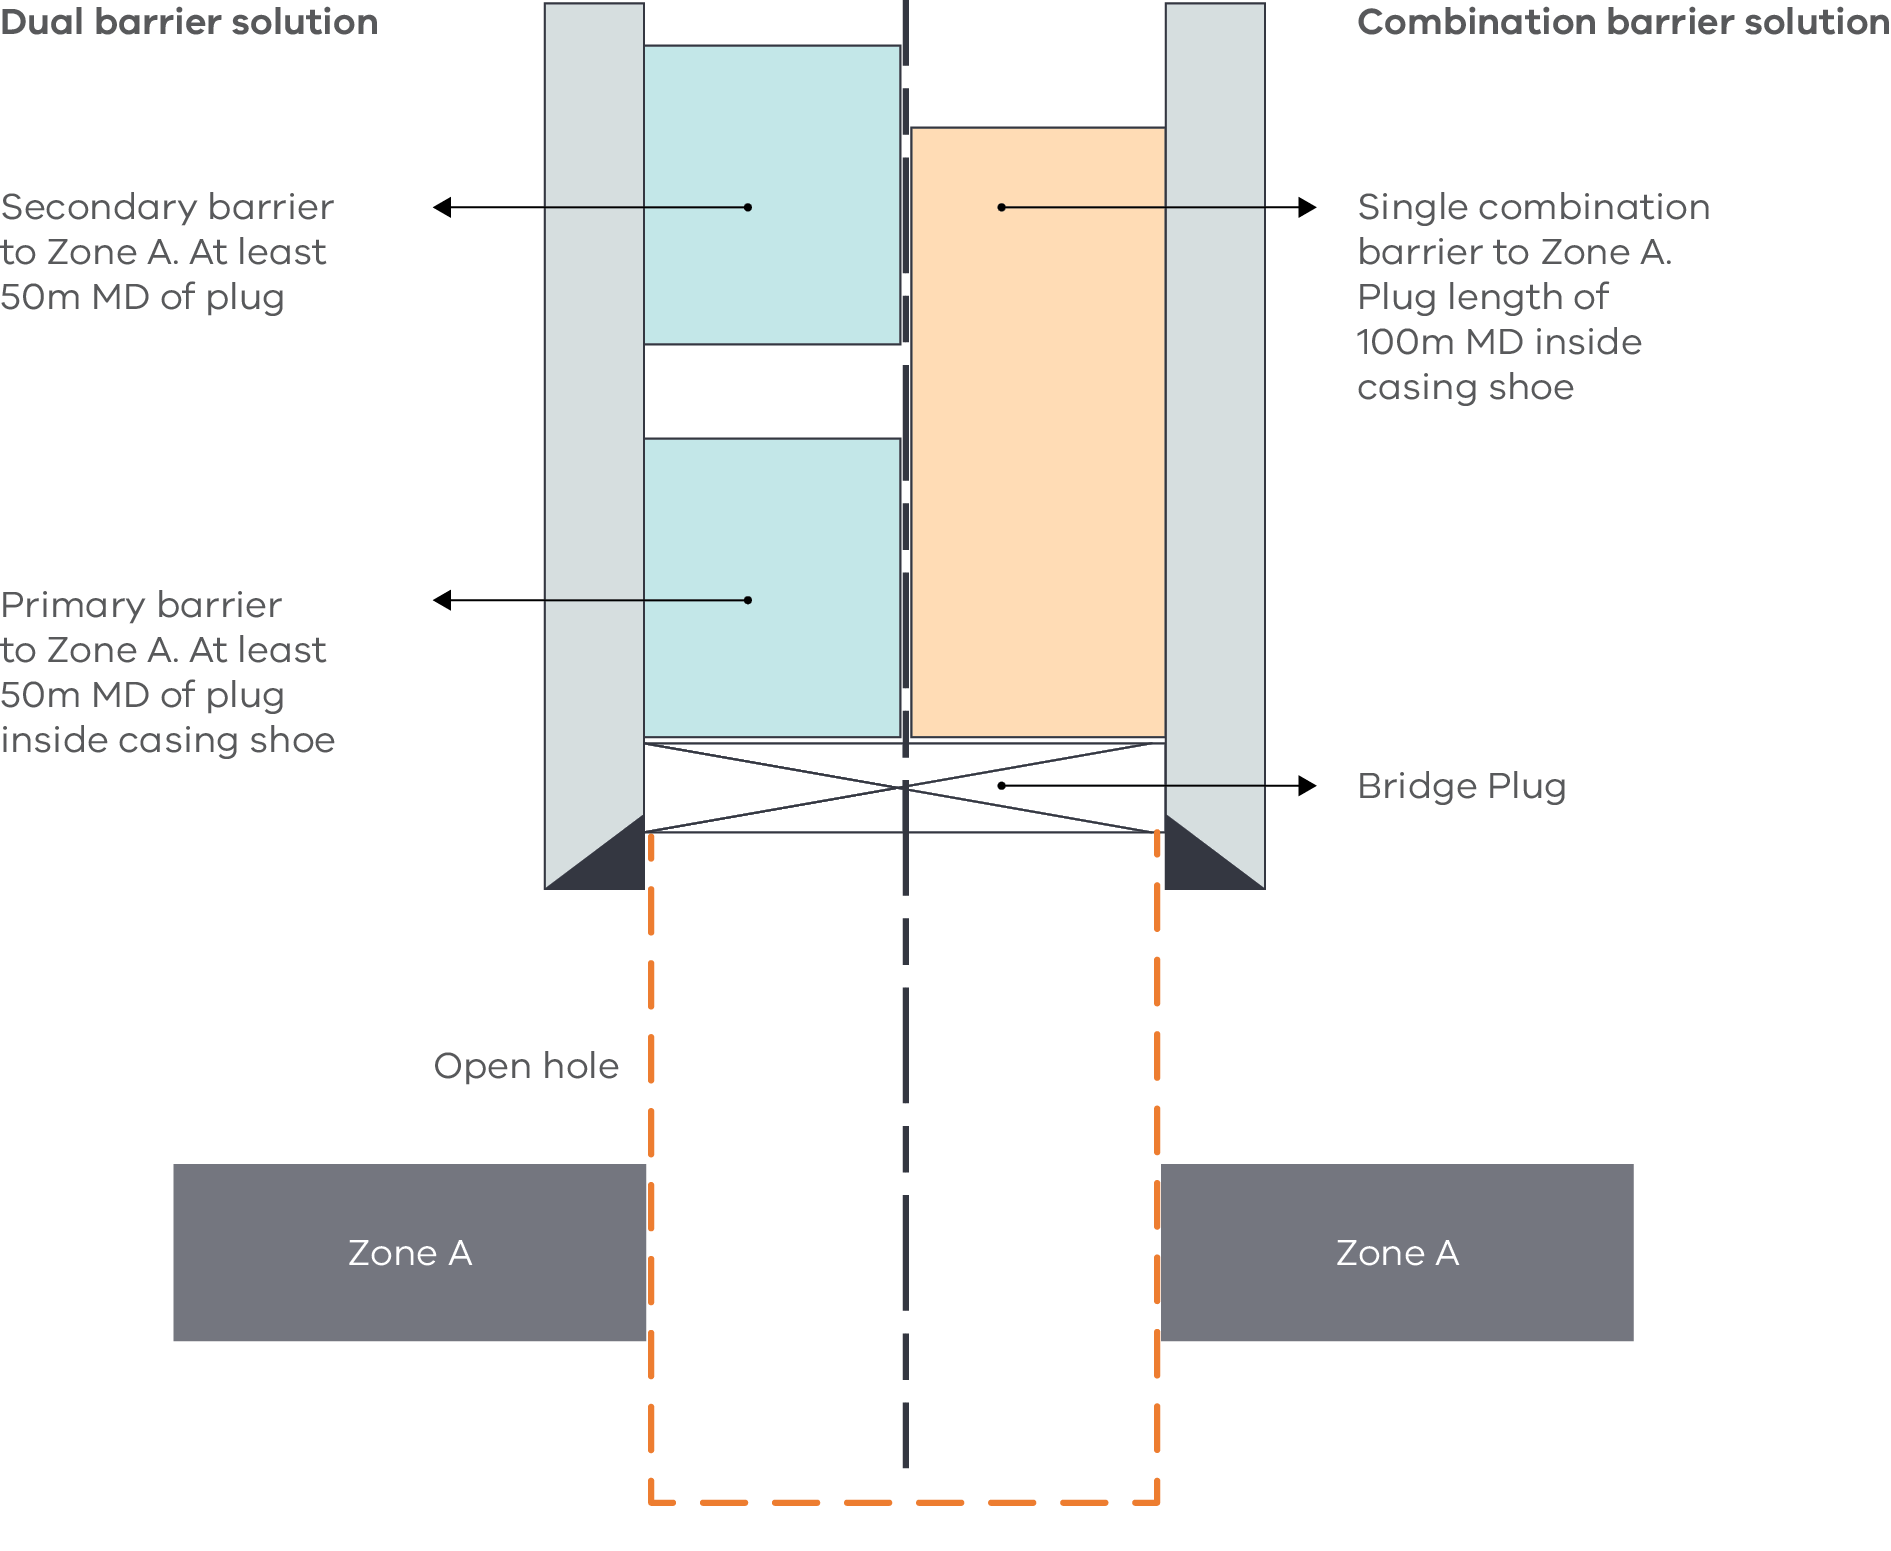 Dual barrier solution
Combination barrier solution
Secondary barrier
to Zone A. At least
50m MD of plug
Single combination
barrier to Zone A.
Plug length of
100m MD inside
casing shoe
Primary barrier
to Zone A. At least
50m MD of plug
inside casing shoe
Bridge Plug
Open hole
Zone A
Zone A